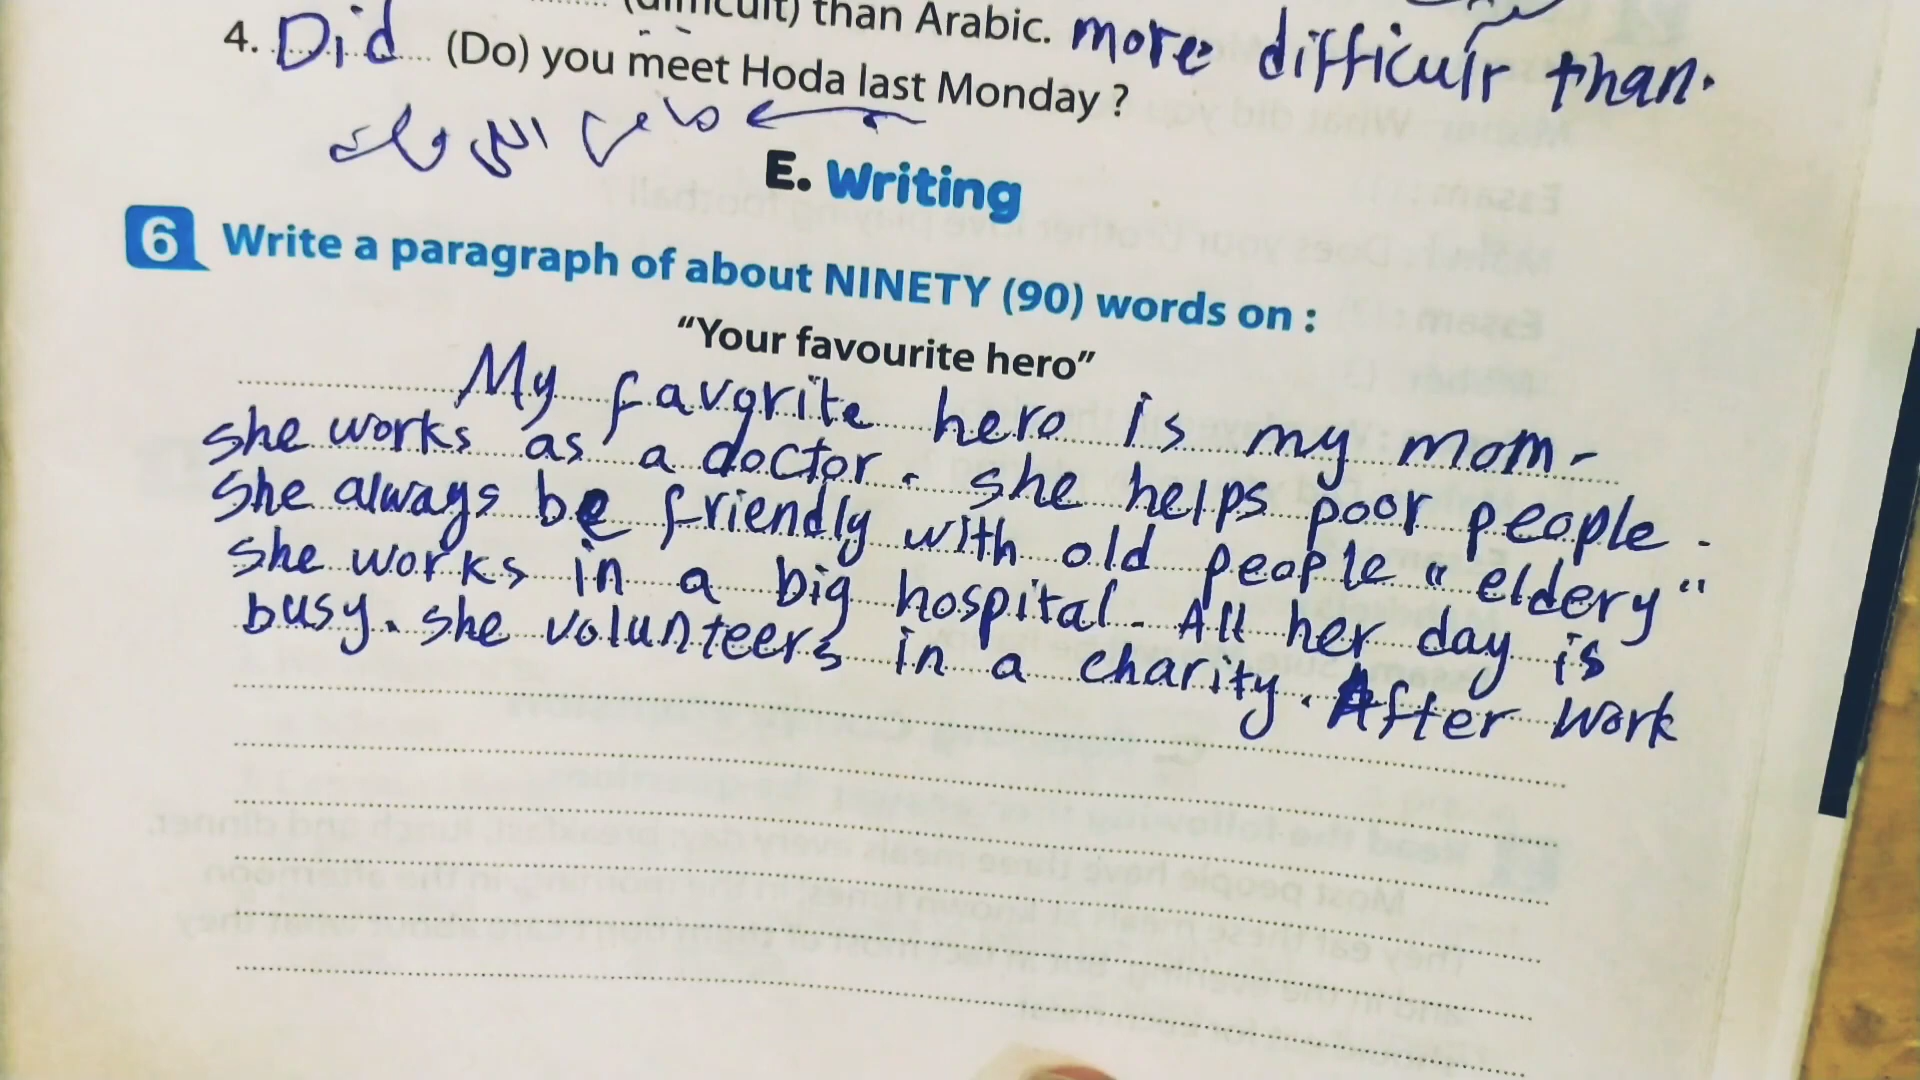 (difficult) than Arabic. more difficult than.
4. Did (Do) you meet Hoda last Monday ?
E. Writing
6 Write a paragraph of about NINETY (90) words on :
“Your favourite hero”
My favorite hero is my mom-
she works as a doctor. she helps poor people.
She always be friendly with old people "eldery"
she works in a big hospital. All her day is
busy. she volunteers in a charity. After work